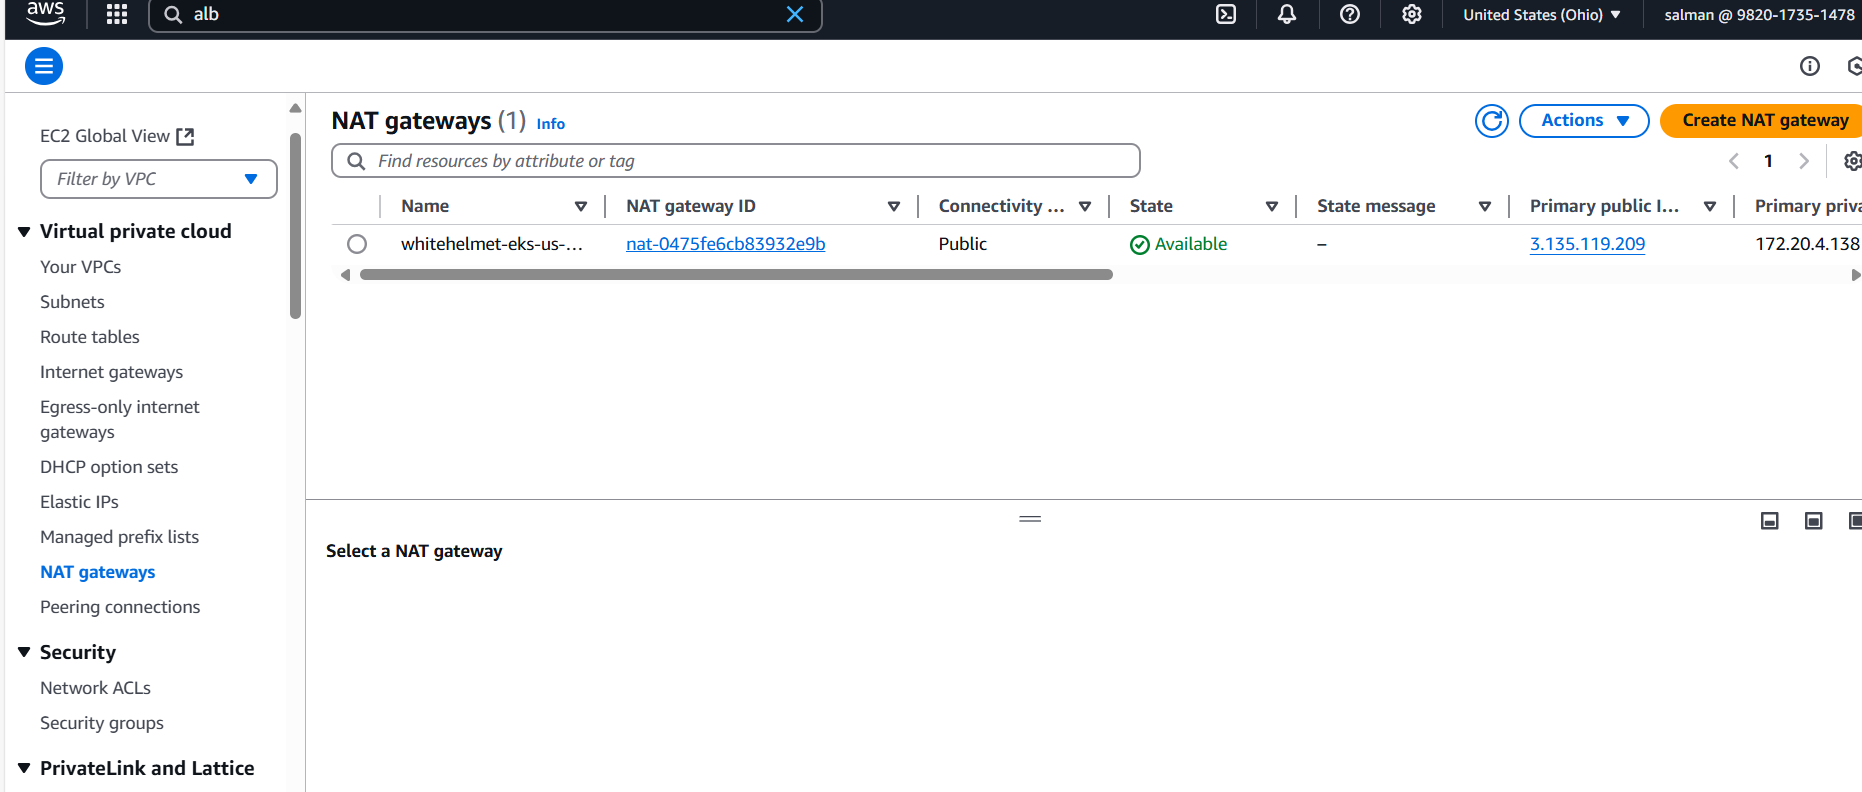 aws
alb
United States (Ohio)
salman @ 9820-1735-1478
EC2 Global View
Filter by VPC
Virtual private cloud
Your VPCs
Subnets
Route tables
Internet gateways
Egress-only internet
gateways
DHCP option sets
Elastic IPs
Managed prefix lists
NAT gateways
Peering connections
Security
Network ACLs
Security groups
PrivateLink and Lattice
NAT gateways (1) Info
Actions
Create NAT gateway
Find resources by attribute or tag
1
Name NAT gateway ID Connectivity ... State State message Primary public I... Primary priva
whitehelmet-eks-us-... nat-0475fe6cb83932e9b Public Available – 3.135.119.209 172.20.4.138
Select a NAT gateway